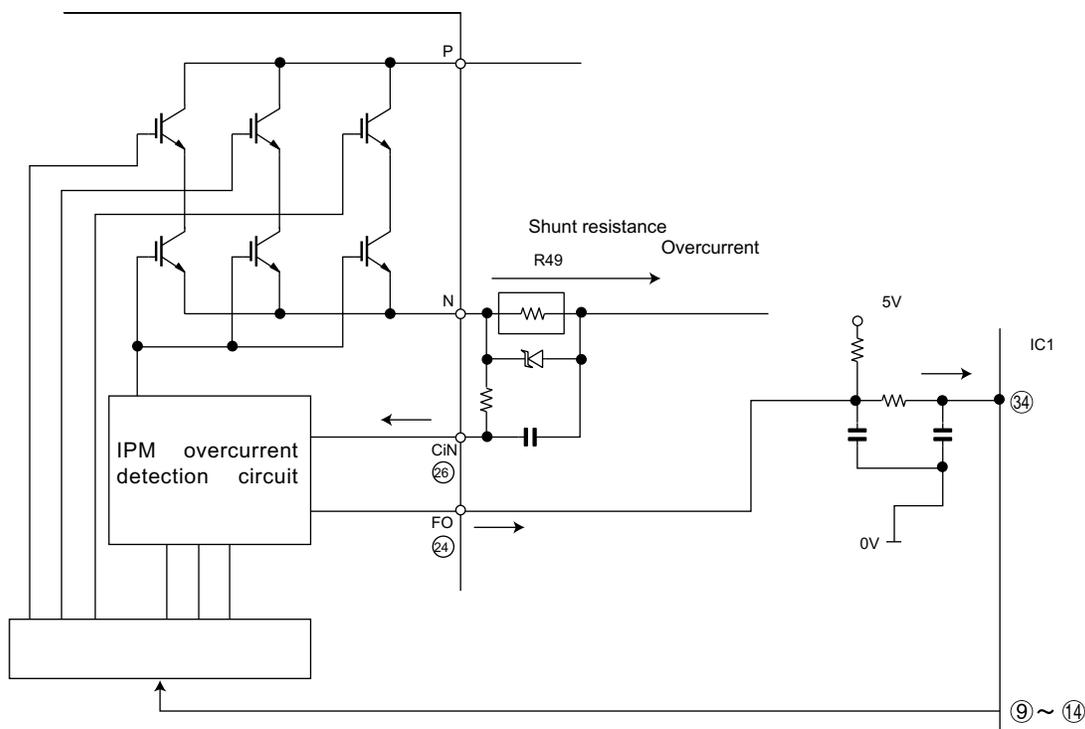 P
Shunt resistance
Overcurrent
R49
N
5V
IC1
34
IPM overcurrent
detection circuit
CiN
26
FO
24
0V
⑨～⑭